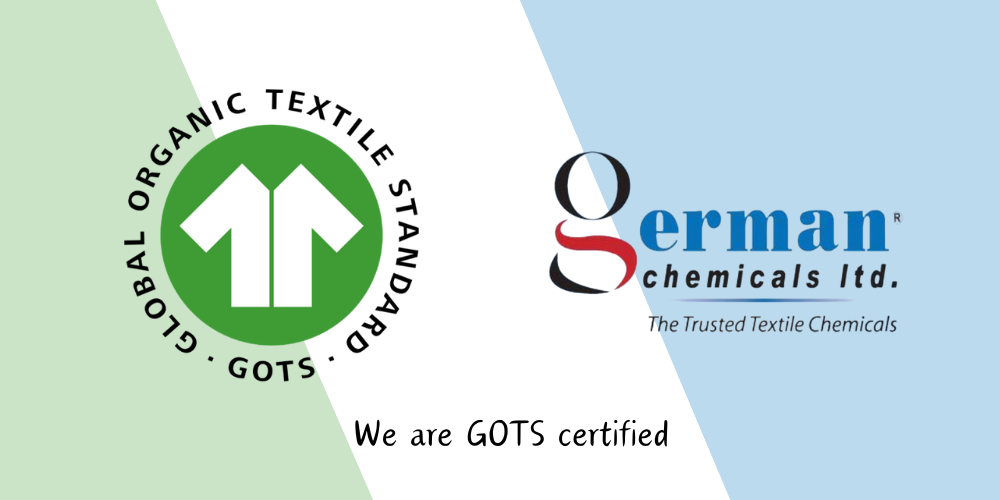 GLOBAL ORGANIC TEXTILE STANDARD
· GOTS ·
german®
chemicals ltd.
The Trusted Textile Chemicals
We are GOTS certified